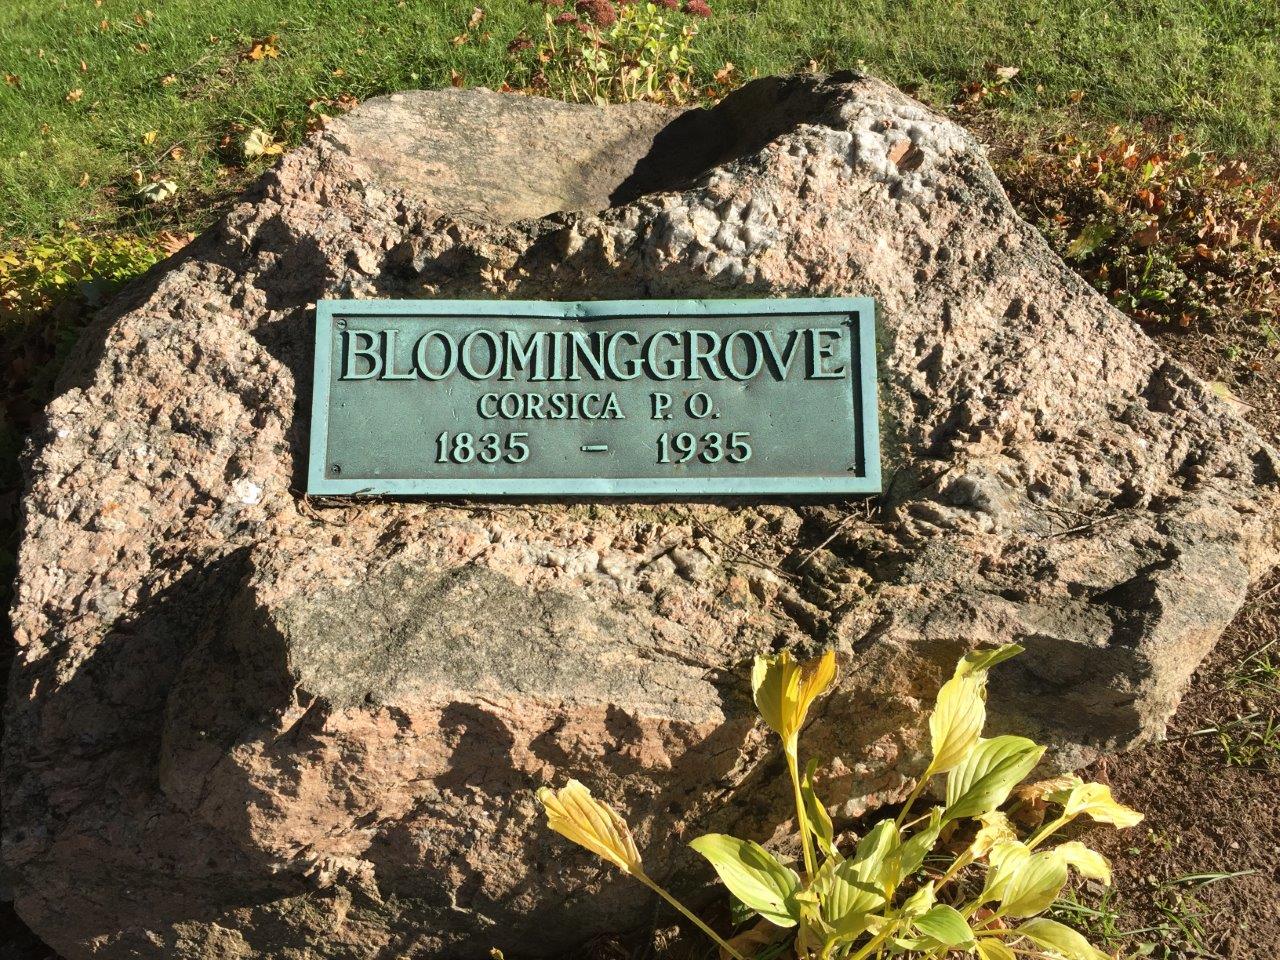 BLOOMINGGROVE
CORSICA P.O.
1835 – 1935